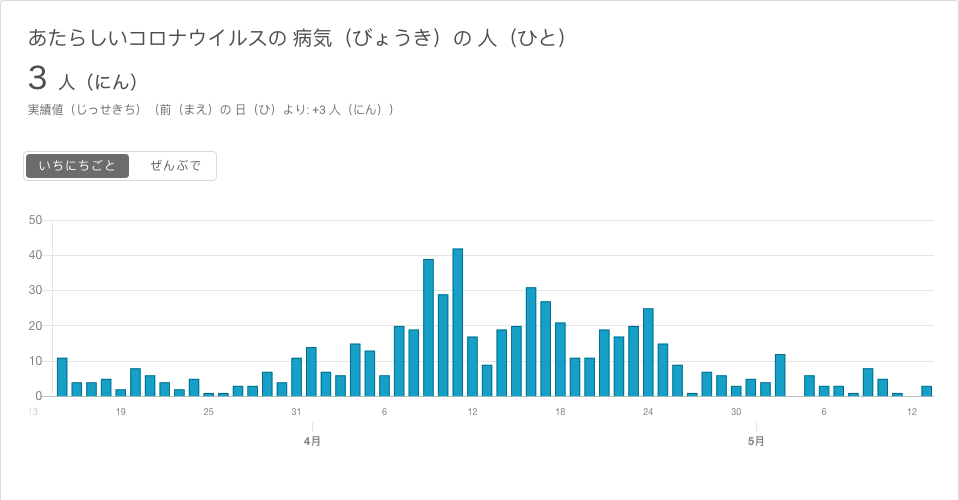 あたらしいコロナウイルスの 病気（びょうき）の 人（ひと）
3 人（にん）
実績値（じっせきち）（前（まえ）の 日（ひ）より: +3 人（にん））
いちにちごと ぜんぶで
50
40
30
20
10
0
13 19 25 31 6 12 18 24 30 6 12
4月 5月